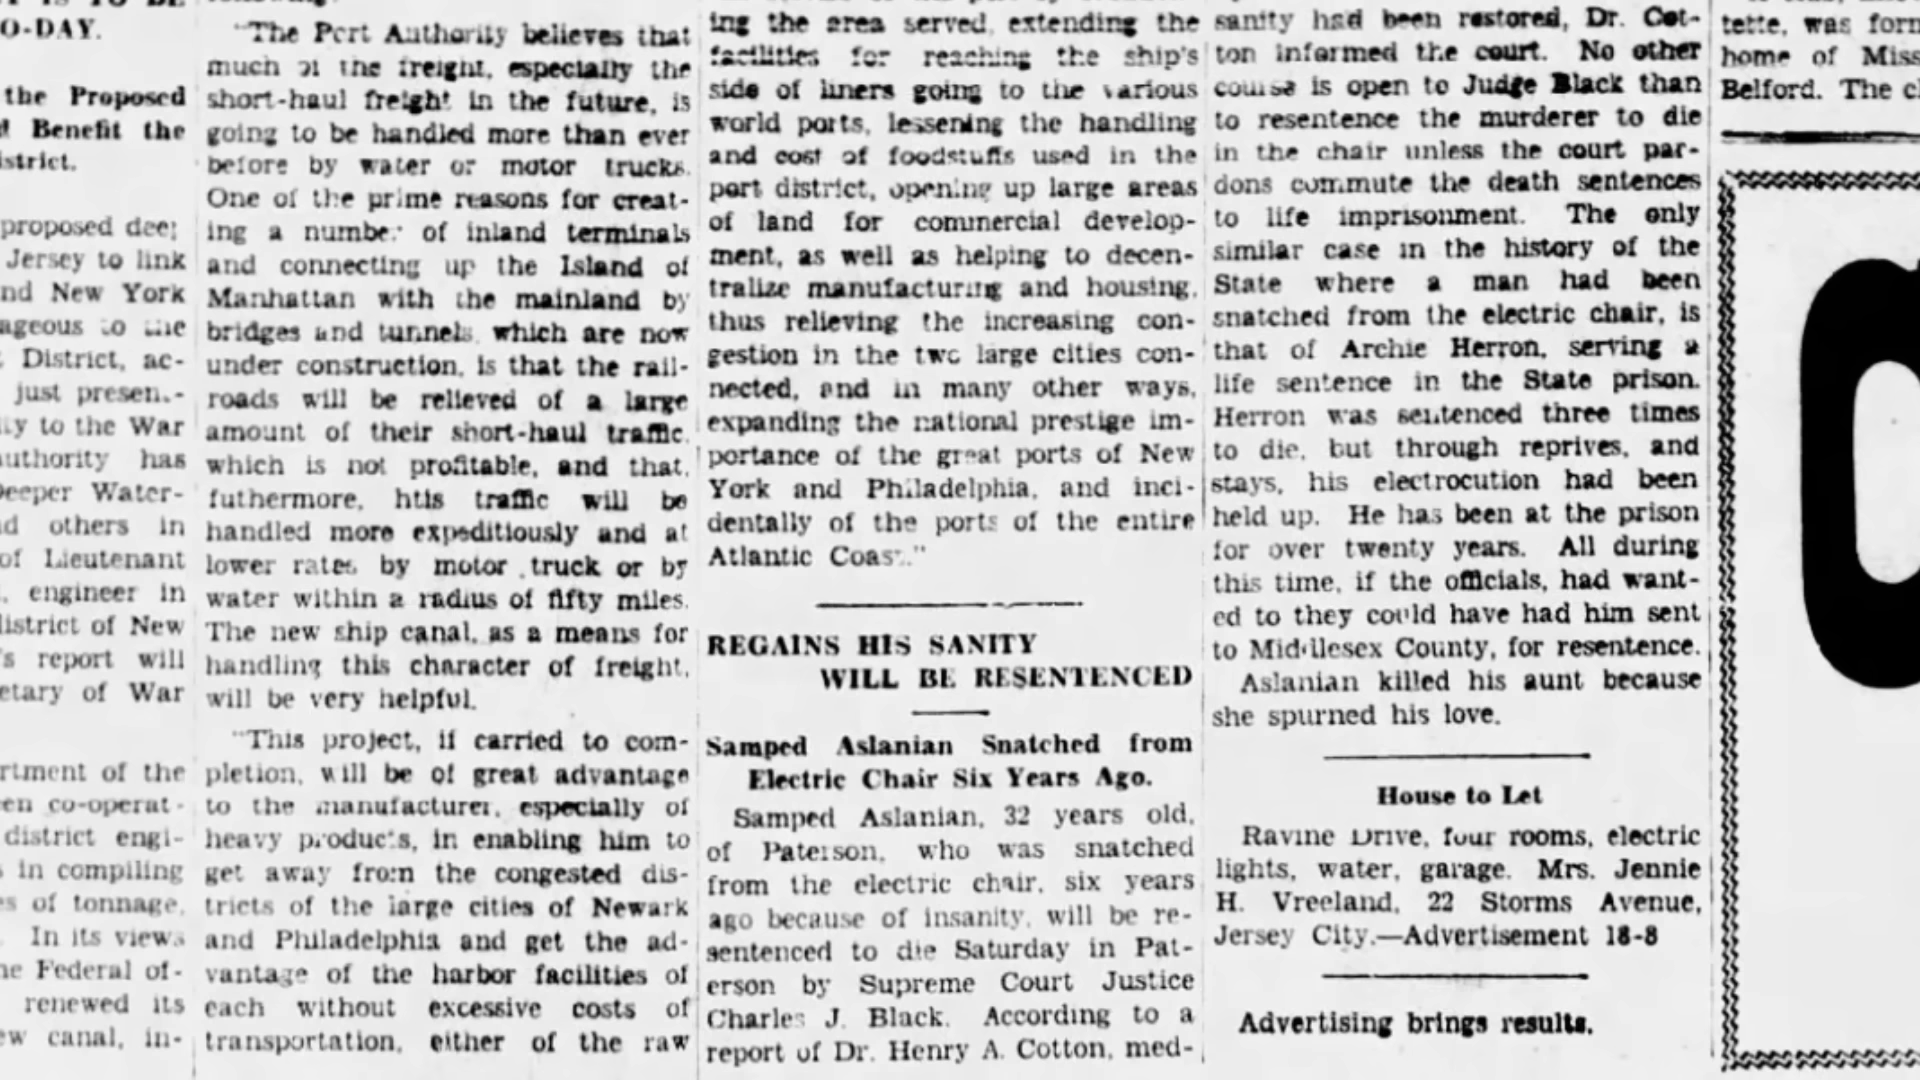 O-DAY.
the Proposed
Benefit the
strict.
proposed
Jersey to link
nd New York
ageous to the
District, ac-
just
ty to the War
uthority has
eeper Water-
d others in
of Lieutenant
engineer in
istrict of New
s report will
etary of War
rtment of the
en co-operat-
district engi-
s in compiling
es of tonnage.
In its views
he Federal of-
renewed its
ew canal, in-
"The Port Authority believes that
much of the freight, especially the
short-haul freight in the future, is
going to be handled more than ever
before by water or motor trucks.
One of the prime reasons for creat-
ing a number of inland terminals
and connecting up the Island of
Manhattan with the mainland by
bridges and tunnels, which are now
under construction, is that the rail-
roads will be relieved of a large
amount of their short-haul traffic,
which is not profitable, and that,
futhermore, htis traffic will be
handled more expeditiously and at
lower rates by motor truck or by
water within a radius of fifty miles.
The new ship canal, as a means for
handling this character of freight,
will be very helpful.
"This project, if carried to com-
pletion, will be of great advantage
to the manufacturer, especially of
heavy products, in enabling him to
get away from the congested dis-
tricts of the large cities of Newark
and Philadelphia and get the ad-
vantage of the harbor facilities of
each without excessive costs of
transportation, either of the raw
ing the area served, extending the
facilities for reaching the ship's
side of liners going to the various
world ports, lessening the handling
and cost of foodstuffs used in the
port district, opening up large areas
of land for commercial develop-
ment, as well as helping to decen-
tralize manufacturing and housing,
thus relieving the increasing con-
gestion in the two large cities con-
nected, and in many other ways,
expanding the national prestige im-
portance of the great ports of New
York and Philadelphia, and inci-
dentally of the ports of the entire
Atlantic Coast."
REGAINS HIS SANITY
WILL BE RESENTENCED
Samped Aslanian Snatched from
Electric Chair Six Years Ago.
Samped Aslanian, 32 years old,
of Paterson, who was snatched
from the electric chair, six years
ago because of insanity, will be re-
sentenced to die Saturday in Pat-
erson by Supreme Court Justice
Charles J. Black. According to a
report of Dr. Henry A. Cotton, med-
sanity had been restored, Dr. Cot-
ton informed the court. No other
course is open to Judge Black than
to resentence the murderer to die
in the chair unless the court par-
dons commute the death sentences
to life imprisonment. The only
similar case in the history of the
State where a man had been
snatched from the electric chair, is
that of Archie Herron, serving a
life sentence in the State prison.
Herron was sentenced three times
to die, but through reprives, and
stays, his electrocution had been
held up. He has been at the prison
for over twenty years. All during
this time, if the officials, had want-
ed to they could have had him sent
to Middlesex County, for resentence.
Aslanian killed his aunt because
she spurned his love.
House to Let
Ravine Drive, four rooms, electric
lights, water, garage. Mrs. Jennie
H. Vreeland, 22 Storms Avenue,
Jersey City.—Advertisement 18-8
Advertising brings results.
tette, was form
home of Miss
Belford. The